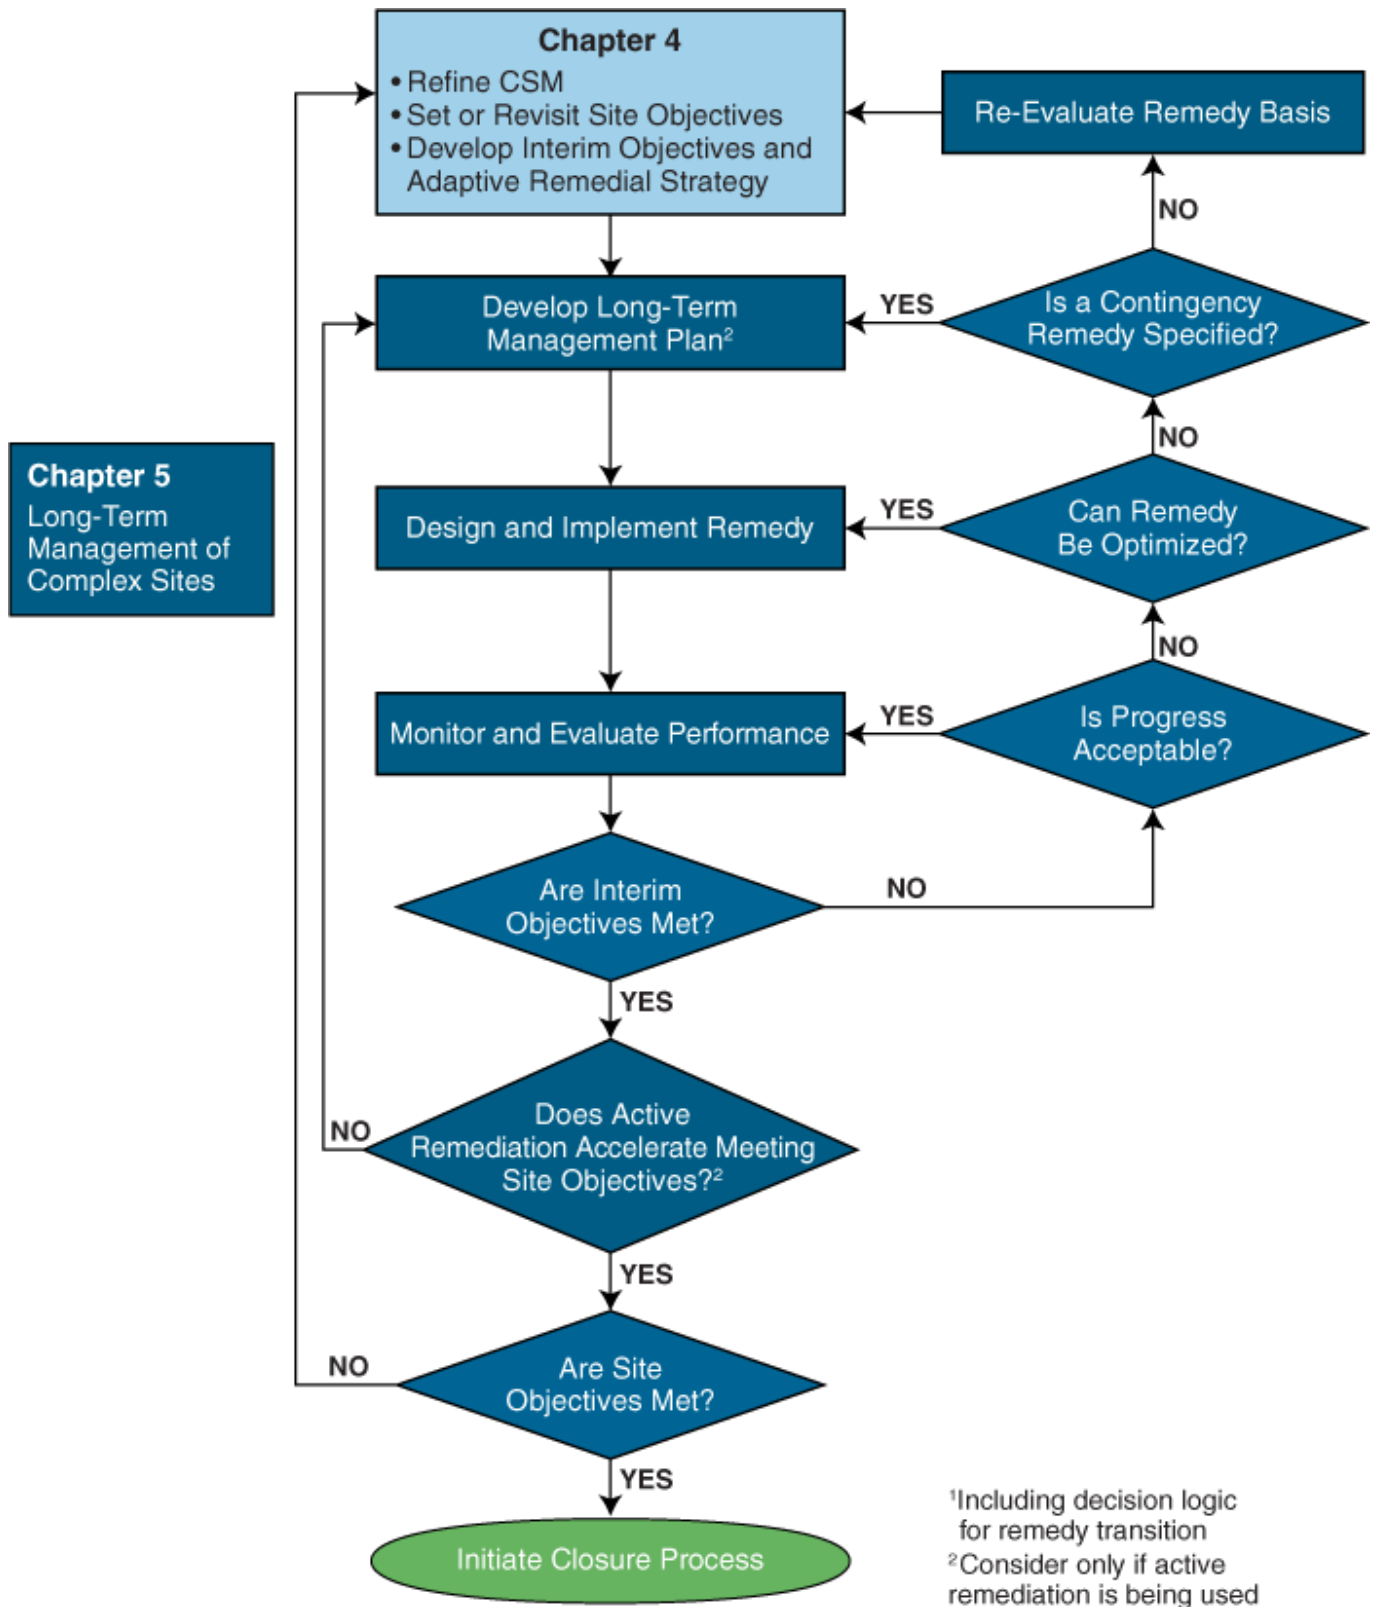 Chapter 4
• Refine CSM
• Set or Revisit Site Objectives
• Develop Interim Objectives and
Adaptive Remedial Strategy
Re-Evaluate Remedy Basis
NO
Develop Long-Term
Management Plan²
YES
Is a Contingency
Remedy Specified?
NO
Chapter 5
Long-Term
Management of
Complex Sites
Design and Implement Remedy
YES
Can Remedy
Be Optimized?
NO
Monitor and Evaluate Performance
YES
Is Progress
Acceptable?
Are Interim
Objectives Met?
NO
YES
Does Active
Remediation Accelerate Meeting
Site Objectives?²
NO
YES
Are Site
Objectives Met?
NO
YES
Initiate Closure Process
¹Including decision logic
for remedy transition
²Consider only if active
remediation is being used